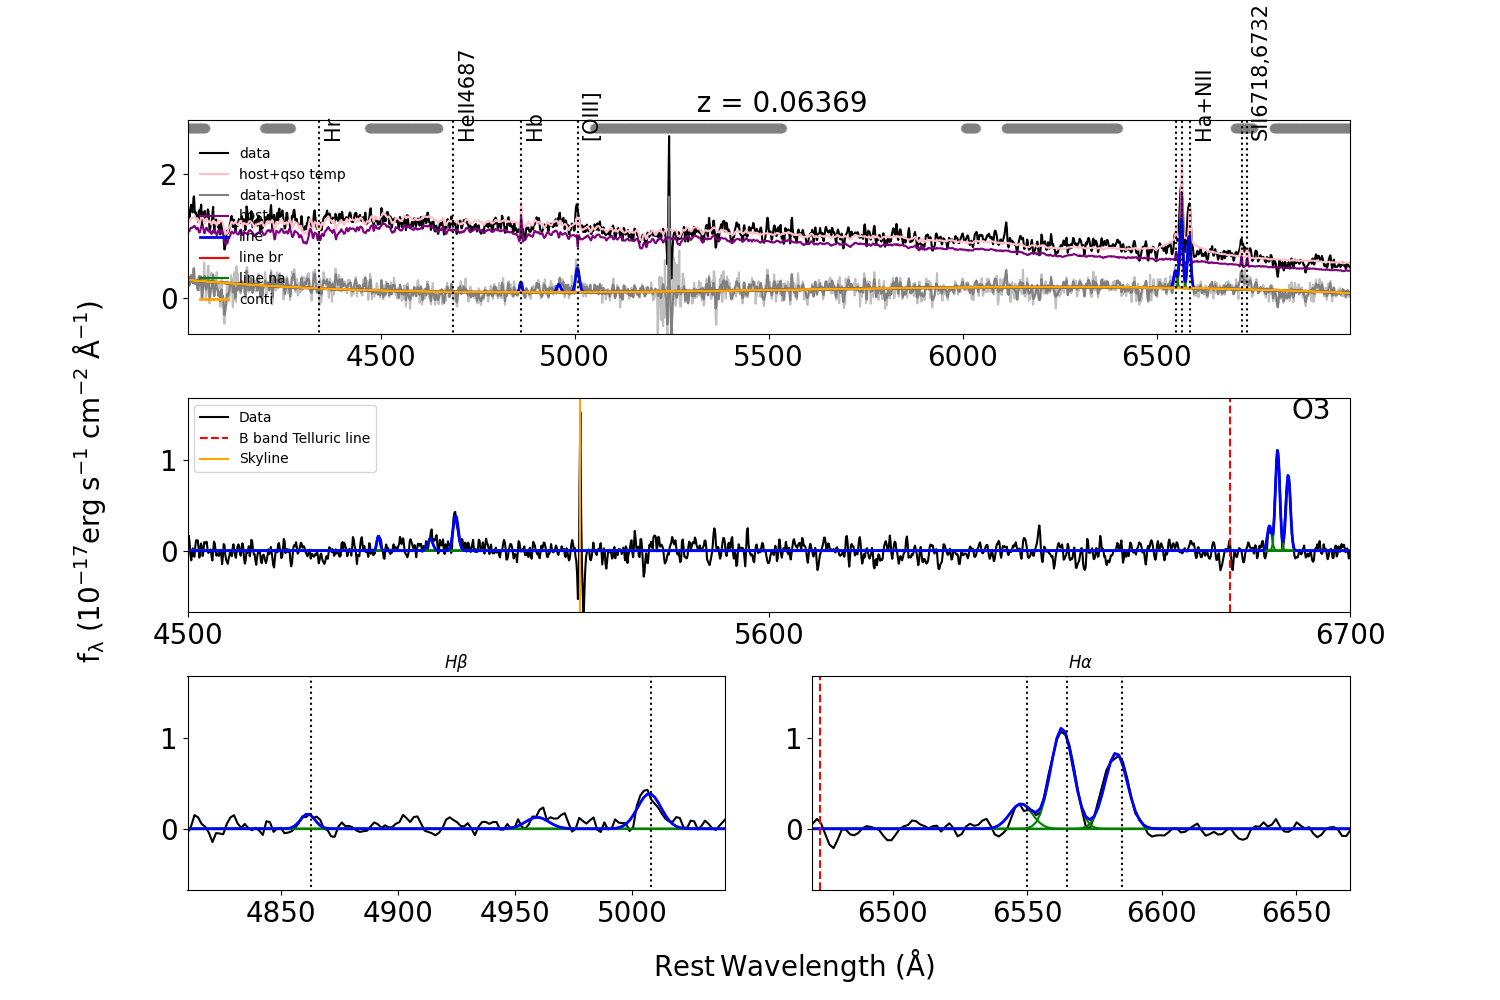 Hr
HeII4687
Hb
[OIII]
Ha+NII
SII6718,6732
z = 0.06369
data
host+qso temp
data-host
host
line
line br
line na
conti
2
0
4500
5000
5500
6000
6500
O3
Data
B band Telluric line
Skyline
1
0
4500
5600
6700
fλ (10⁻¹⁷erg s⁻¹ cm⁻² Å⁻¹)
Hβ
1
0
4850
4900
4950
5000
Hα
1
0
6500
6550
6600
6650
Rest Wavelength (Å)